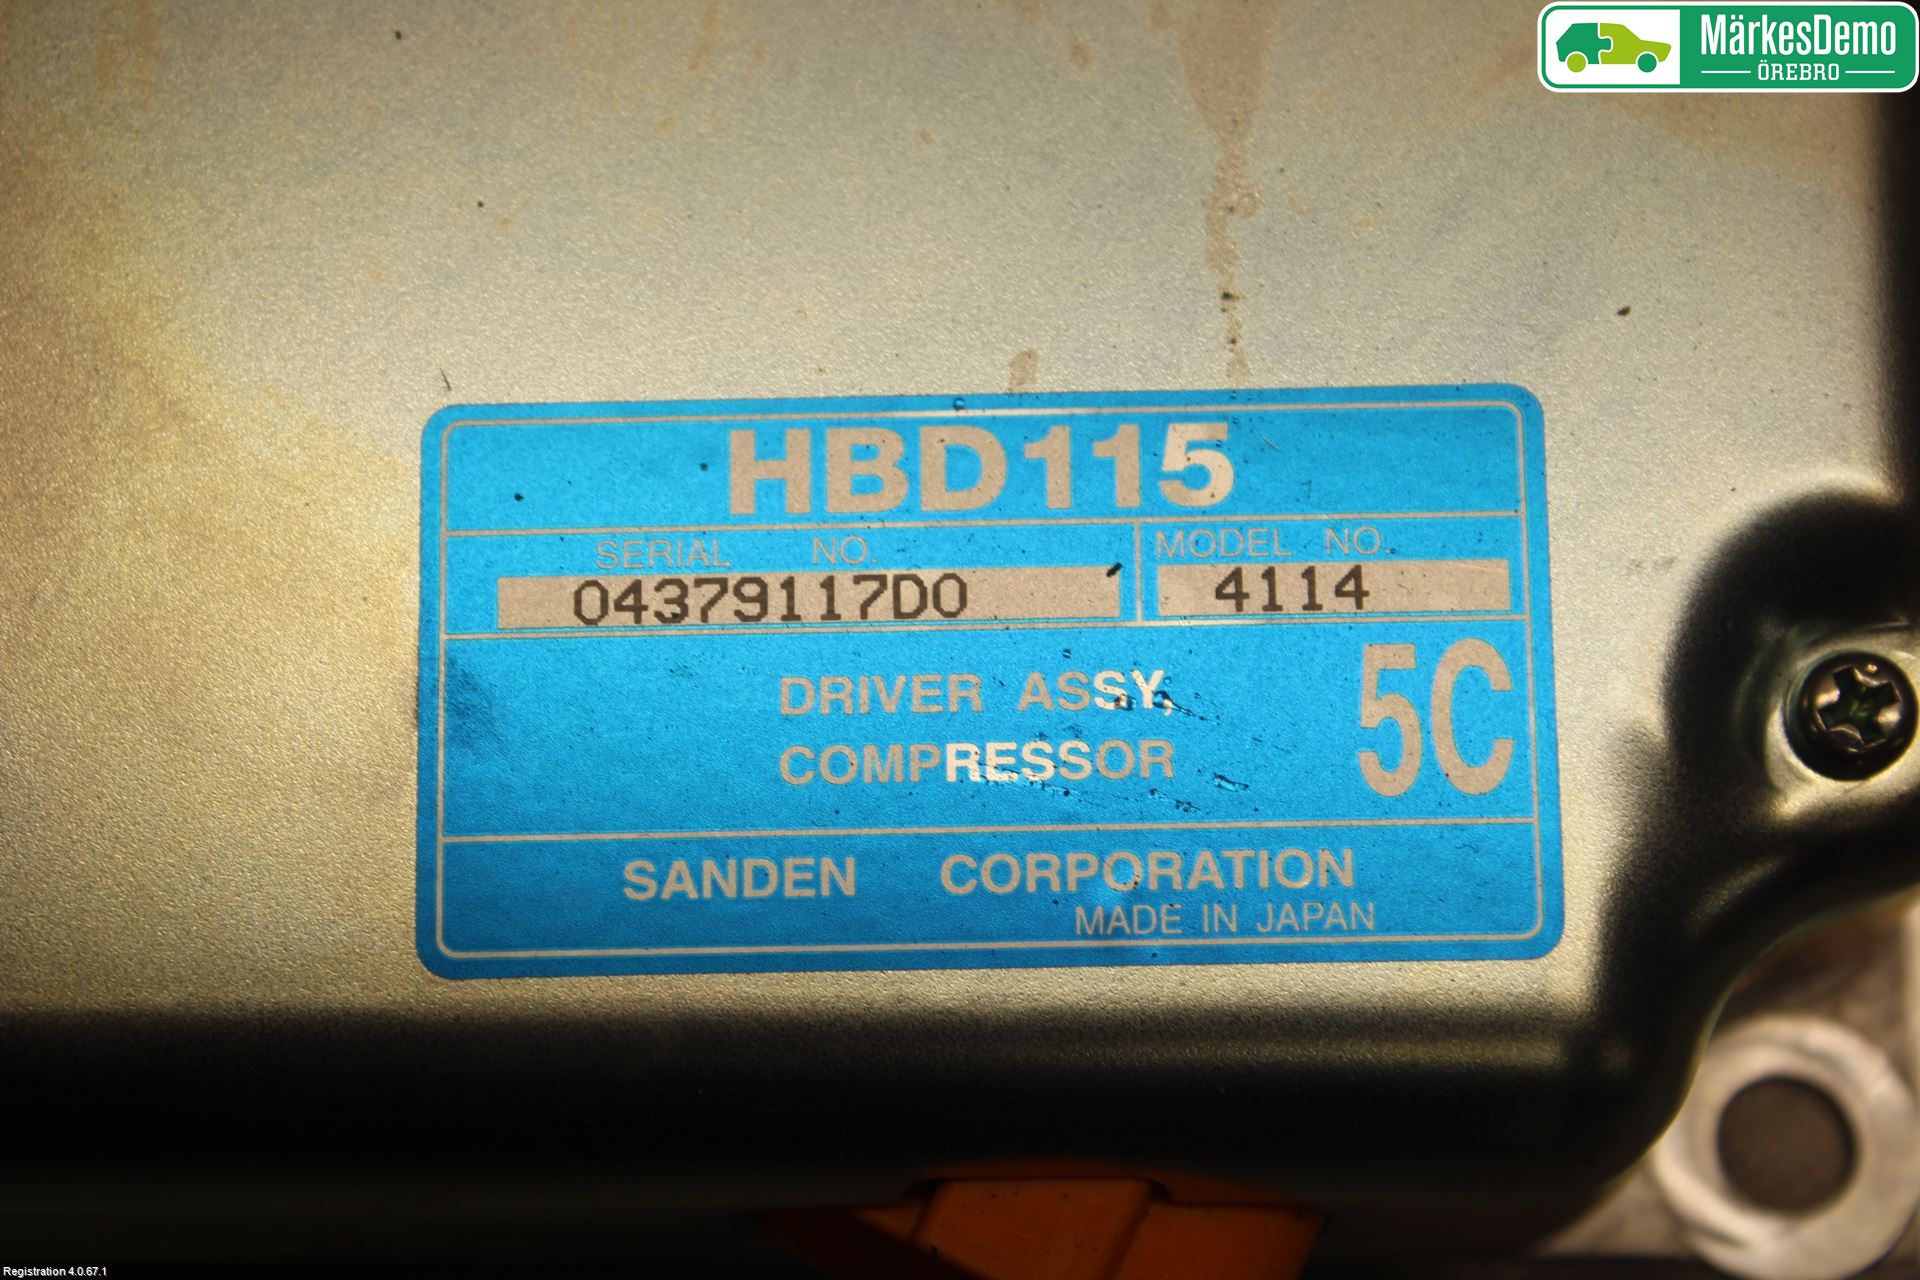 MärkesDemo
ÖREBRO
HBD115
SERIAL NO.
MODEL NO.
04379117D0
4114
DRIVER ASSY,
COMPRESSOR
5C
SANDEN CORPORATION
MADE IN JAPAN
Registration 4.0.67.1